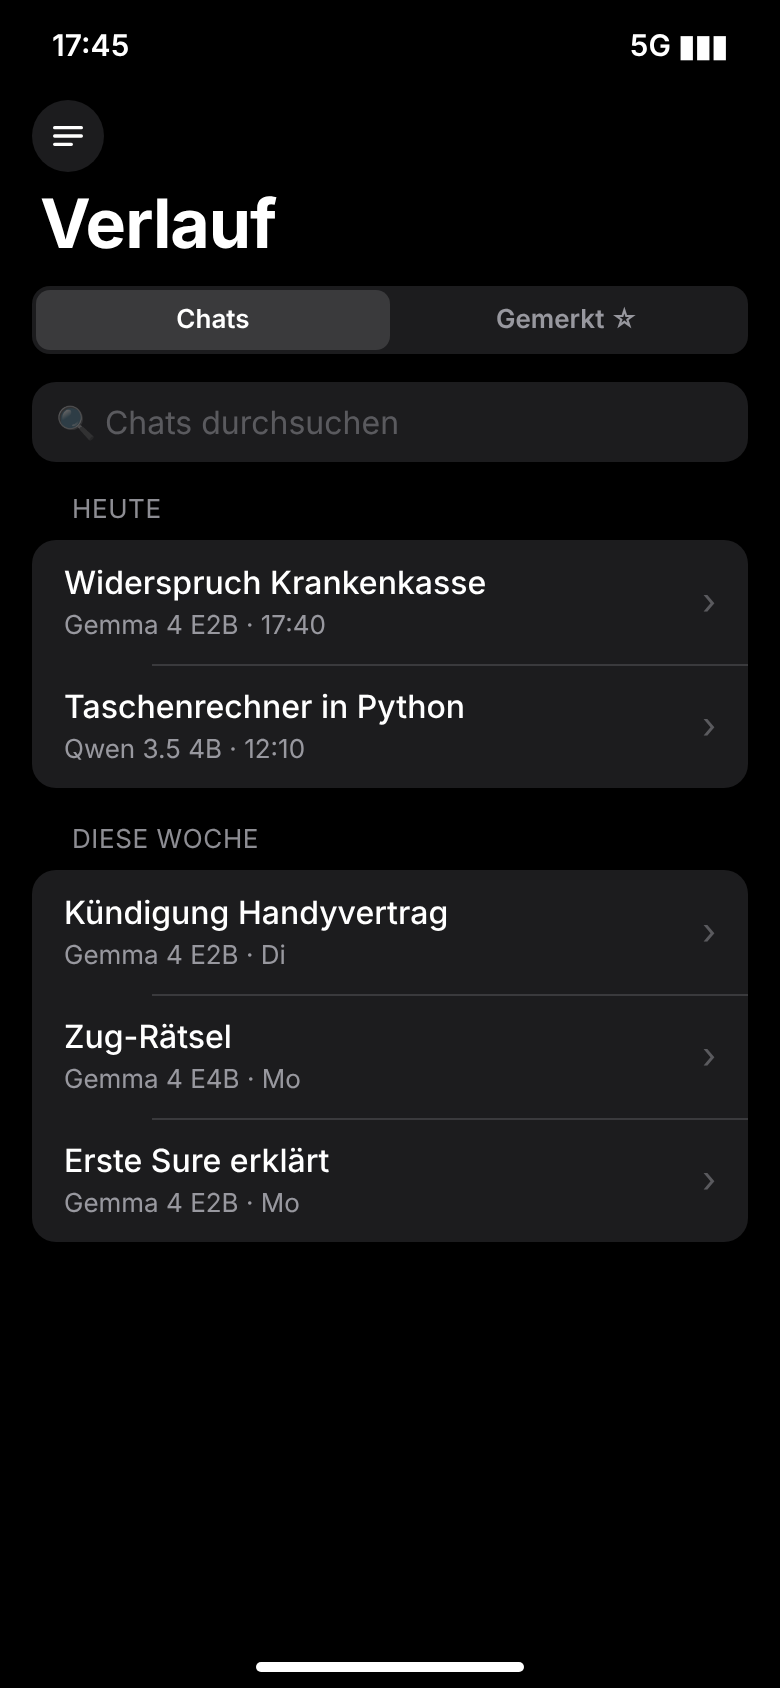 17:45
5G
Verlauf
Chats
Gemerkt ☆
Chats durchsuchen
HEUTE
Widerspruch Krankenkasse
Gemma 4 E2B · 17:40
Taschenrechner in Python
Qwen 3.5 4B · 12:10
DIESE WOCHE
Kündigung Handyvertrag
Gemma 4 E2B · Di
Zug-Rätsel
Gemma 4 E4B · Mo
Erste Sure erklärt
Gemma 4 E2B · Mo